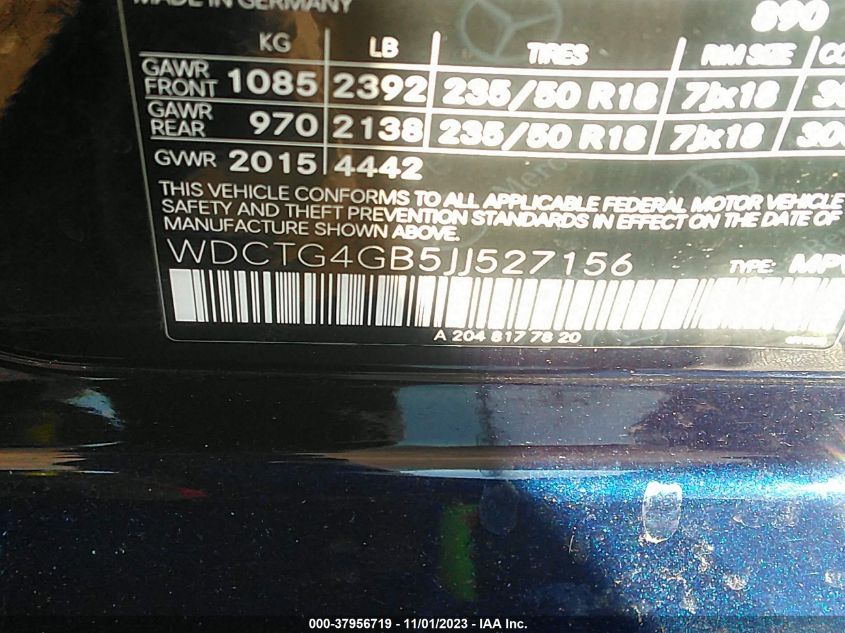 MADE IN GERMANY 890
KG LB TIRES RIM SIZE
GAWR FRONT 1085 2392 235/50 R18 7Jx18
GAWR REAR 970 2138 235/50 R18 7Jx18
GVWR 2015 4442
THIS VEHICLE CONFORMS TO ALL APPLICABLE FEDERAL MOTOR VEHICLE
SAFETY AND THEFT PREVENTION STANDARDS IN EFFECT ON THE DATE OF
MANUFACTURE SHOWN ABOVE.
WDCTG4GB5JJ527156 TYPE: MPV
A 204 817 78 20
000-37956719 - 11/01/2023 - IAA Inc.